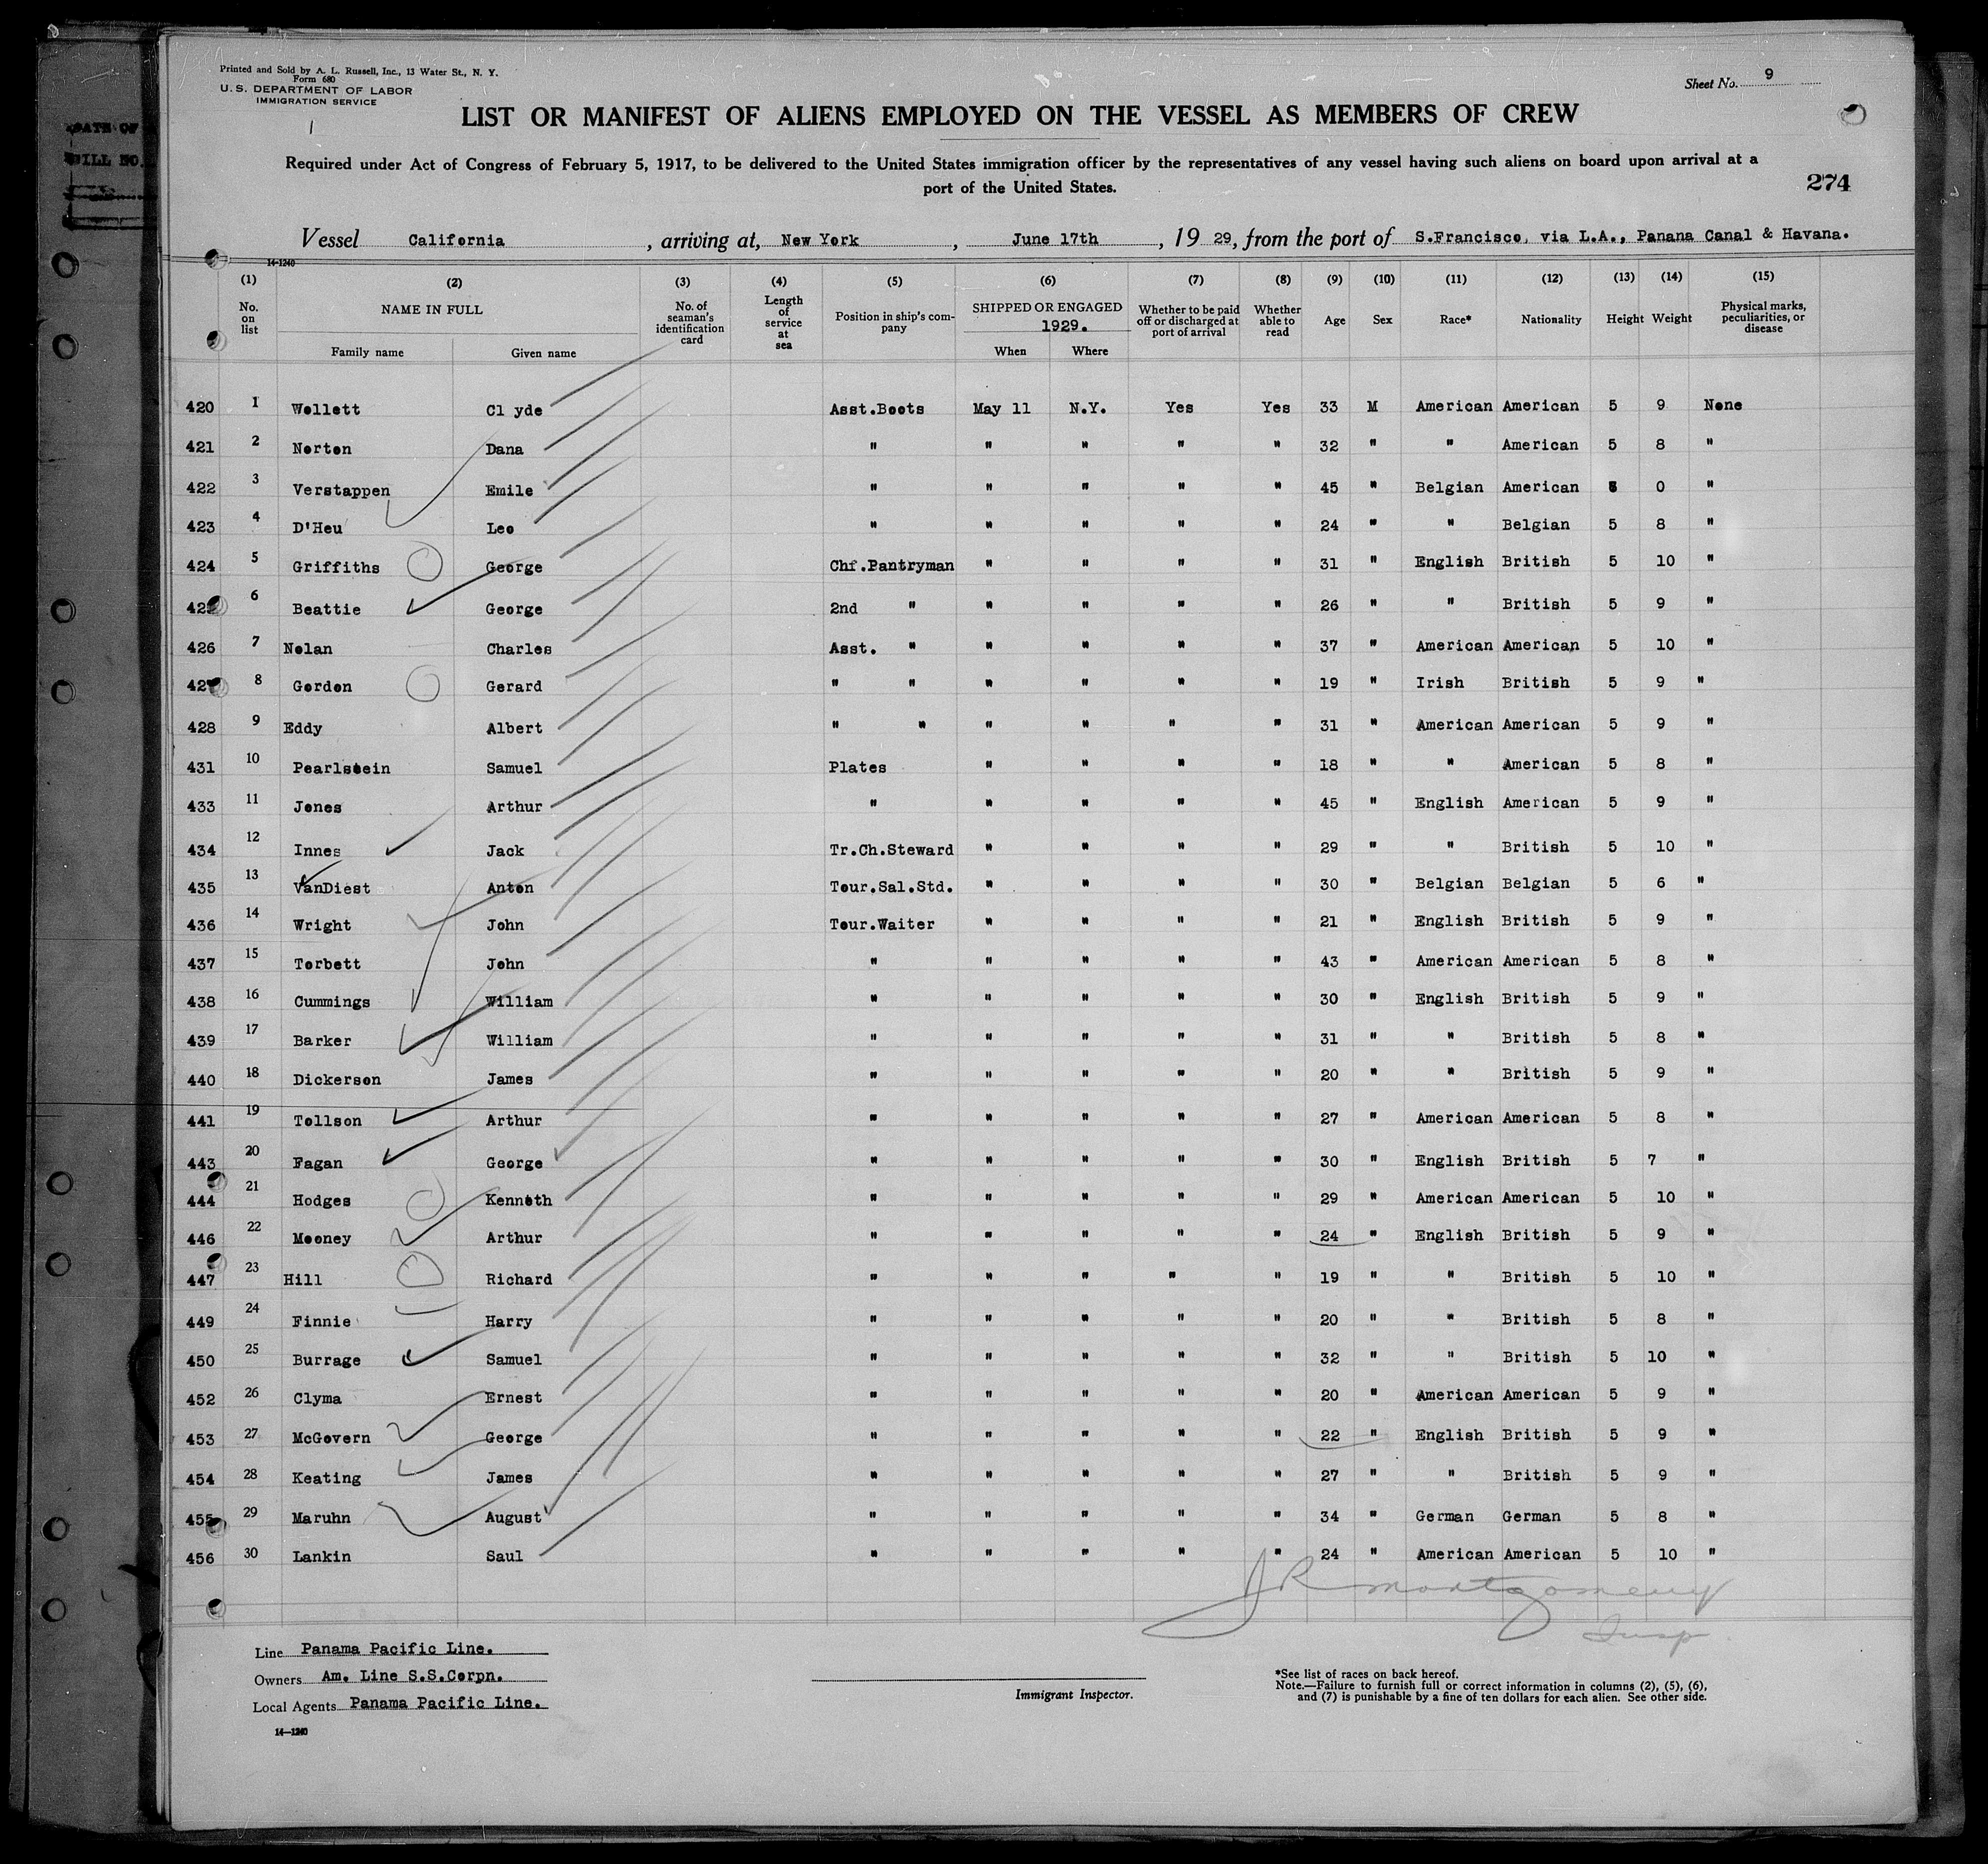 Printed and Sold by A. L. Russell, Inc., 13 Water St., N. Y.
Form 680
U. S. DEPARTMENT OF LABOR
IMMIGRATION SERVICE
Sheet No. 9
LIST OR MANIFEST OF ALIENS EMPLOYED ON THE VESSEL AS MEMBERS OF CREW
Required under Act of Congress of February 5, 1917, to be delivered to the United States immigration officer by the representatives of any vessel having such aliens on board upon arrival at a
port of the United States.
274
Vessel California, arriving at, New York, June 17th, 19 29, from the port of S.Francisco, via L.A., Panana Canal & Havana.
14-1240
(1) (2) (3) (4) (5) (6) (7) (8) (9) (10) (11) (12) (13) (14) (15)
No. on list NAME IN FULL Family name Given name No. of seaman's identification card Length of service at sea Position in ship's company SHIPPED OR ENGAGED 1929. When Where Whether to be paid off or discharged at port of arrival Whether able to read Age Sex Race* Nationality Height Weight Physical marks, peculiarities, or disease
420 1 Wollett Cl yde Asst.Boots May 11 N.Y. Yes Yes 33 M American American 5 9 None
421 2 Norton Dana " " " " " 32 " " American 5 8 "
422 3 Verstappen Emile " " " " " 45 " Belgian American 0 "
423 4 D'Heu Leo " " " " " 24 " " Belgian 5 8 "
424 5 Griffiths George Chf.Pantryman " " " " 31 " English British 5 10 "
425 6 Beattie George 2nd " " " " " 26 " " British 5 9 "
426 7 Nolan Charles Asst. " " " " " 37 " American American 5 10 "
427 8 Gordon Gerard " " " " " " 19 " Irish British 5 9 "
428 9 Eddy Albert " " " " " " 31 " American American 5 9 "
431 10 Pearlstein Samuel Plates " " " " 18 " " American 5 8 "
433 11 Jones Arthur " " " " " 45 " English American 5 9 "
434 12 Innes Jack Tr.Ch.Steward " " " " 29 " " British 5 10 "
435 13 VanDiest Anton Tour.Sal.Std. " " " " 30 " Belgian Belgian 5 6 "
436 14 Wright John Tour.Waiter " " " " 21 " English British 5 9 "
437 15 Torbett John " " " " " 43 " American American 5 8 "
438 16 Cummings William " " " " " 30 " English British 5 9 "
439 17 Barker William " " " " " 31 " " British 5 8 "
440 18 Dickerson James " " " " " 20 " " British 5 9 "
441 19 Tollson Arthur " " " " " 27 " American American 5 8 "
443 20 Fagan George " " " " " 30 " English British 5 7 "
444 21 Hodges Kenneth " " " " " 29 " American American 5 10 "
446 22 Mooney Arthur " " " " " 24 " English British 5 9 "
447 23 Hill Richard " " " " " 19 " " British 5 10 "
449 24 Finnie Harry " " " " " 20 " " British 5 8 "
450 25 Burrage Samuel " " " " " 32 " " British 5 10 "
452 26 Clyma Ernest " " " " " 20 " American American 5 9 "
453 27 McGovern George " " " " " 22 " English British 5 9 "
454 28 Keating James " " " " " 27 " " British 5 9 "
455 29 Maruhn August " " " " " 34 " German German 5 8 "
456 30 Lankin Saul " " " " " 24 " American American 5 10 "
J R Montgomery
Insp
Line Panama Pacific Line.
Owners Am. Line S.S.Corpn.
Local Agents Panama Pacific Line.
14—1240
Immigrant Inspector.
*See list of races on back hereof.
Note.—Failure to furnish full or correct information in columns (2), (5), (6),
and (7) is punishable by a fine of ten dollars for each alien. See other side.